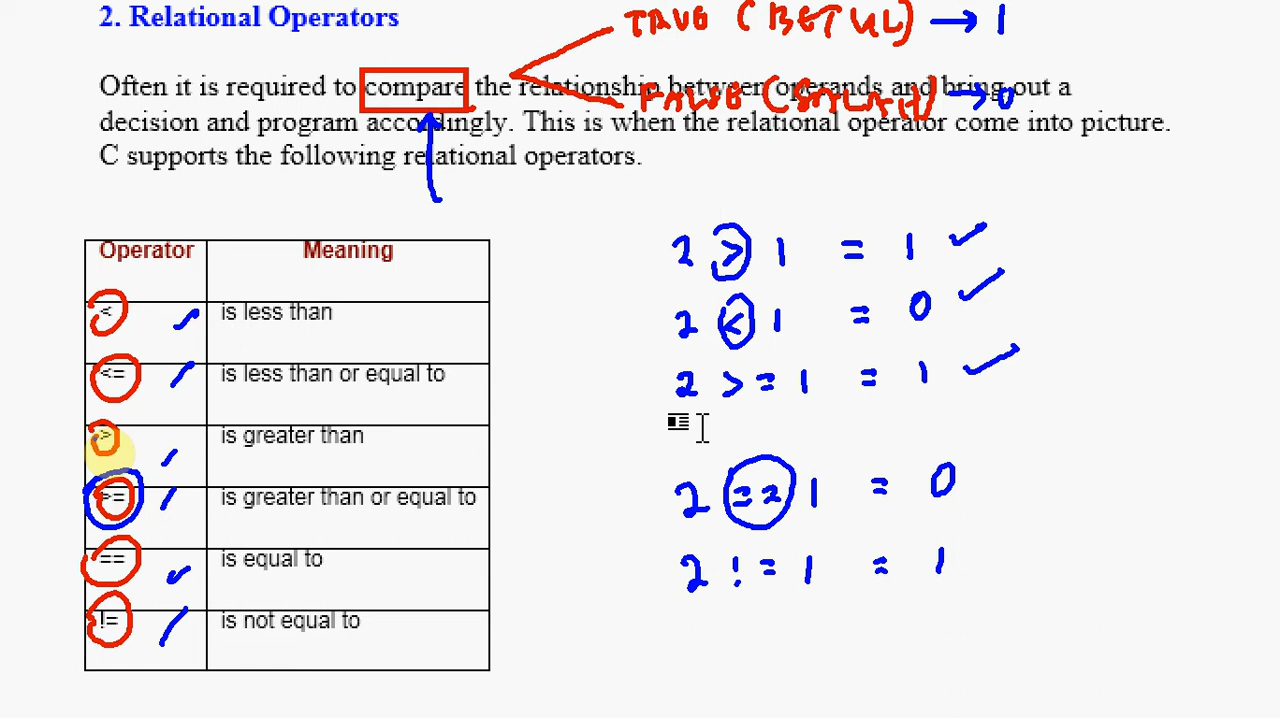 2. Relational Operators
TRUE (BETUL) → 1
Often it is required to compare the relationship between operands and bring out a
FALSE (SALAH) → 0
decision and program accordingly. This is when the relational operator come into picture.
C supports the following relational operators.
Operator Meaning
< is less than
<= is less than or equal to
> is greater than
>= is greater than or equal to
== is equal to
!= is not equal to
2 > 1 = 1
2 < 1 = 0
2 >= 1 = 1
2 == 1 = 0
2 != 1 = 1